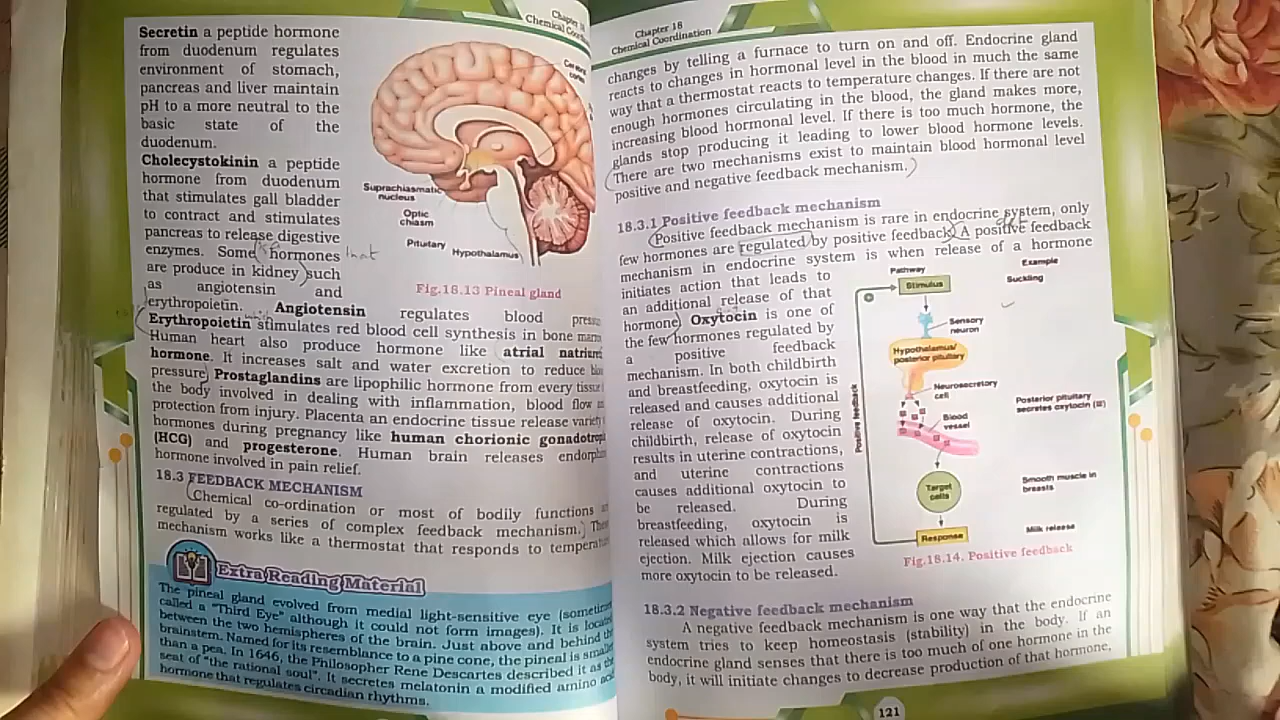 Secretin a peptide hormone
from duodenum regulates
environment of stomach,
pancreas and liver maintain
pH to a more neutral to the
basic state of the
duodenum.
Cholecystokinin a peptide
hormone from duodenum
that stimulates gall bladder
to contract and stimulates
pancreas to release digestive
enzymes. Some hormones that
are produce in kidney such
as angiotensin and
erythropoietin. Angiotensin regulates blood
Erythropoietin stimulates red blood cell synthesis in bone
Human heart also produce hormone like atrial
hormone. It increases salt and water excretion to reduce
pressure. Prostaglandins are lipophilic hormone from every tissue
the body involved in dealing with inflammation, blood flow
protection from injury. Placenta an endocrine tissue release
hormones during pregnancy like human chorionic
(HCG) and progesterone. Human brain releases
hormone involved in pain relief.
Chapter 18
Suprachiasmatic
nucleus
Optic
chiasm
Pituitary
Hypothalamus
Fig.18.13 Pineal gland
18.3 FEEDBACK MECHANISM
Chemical co-ordination or most of bodily functions
regulated by a series of complex feedback mechanism.
mechanism works like a thermostat that responds to
Extra Reading Material
The pineal gland evolved from medial light-sensitive eye
called a "Third Eye" although it could not form images). It is
between the two hemispheres of the brain. Just above and behind
brainstem. Named for its resemblance to a pine cone, the pineal is
than a pea. In 1646, the Philosopher Rene Descartes described it as the
seat of "the rational soul". It secretes melatonin a modified amino
hormone that regulates circadian rhythms.
Chapter 18
Chemical Coordination
changes by telling a furnace to turn on and off. Endocrine gland
reacts to changes in hormonal level in the blood in much the same
way that a thermostat reacts to temperature changes. If there are not
enough hormones circulating in the blood, the gland makes more,
increasing blood hormonal level. If there is too much hormone, the
glands stop producing it leading to lower blood hormone levels.
There are two mechanisms exist to maintain blood hormonal level
positive and negative feedback mechanism.
18.3.1 Positive feedback mechanism
Positive feedback mechanism is rare in endocrine system, only
few hormones are regulated by positive feedback. A positive feedback
mechanism in endocrine system is when release of a hormone
initiates action that leads to
an additional release of that
hormone. Oxytocin is one of
the few hormones regulated by
a positive feedback
mechanism. In both childbirth
and breastfeeding, oxytocin is
released and causes additional
release of oxytocin. During
childbirth, release of oxytocin
results in uterine contractions,
and uterine contractions
causes additional oxytocin to
be released. During
breastfeeding, oxytocin is
released which allows for milk
ejection. Milk ejection causes
more oxytocin to be released.
Pathway
Example
Stimulus
Suckling
Sensory
neuron
Hypothalamus/
posterior pituitary
Neurosecretory
cell
Posterior pituitary
secretes oxytocin
Blood
vessel
Positive feedback
Target
cells
Smooth muscle in
breasts
Response
Milk release
Fig.18.14. Positive feedback
18.3.2 Negative feedback mechanism
A negative feedback mechanism is one way that the endocrine
system tries to keep homeostasis (stability) in the body. If an
endocrine gland senses that there is too much of one hormone in the
body, it will initiate changes to decrease production of that hormone,
121